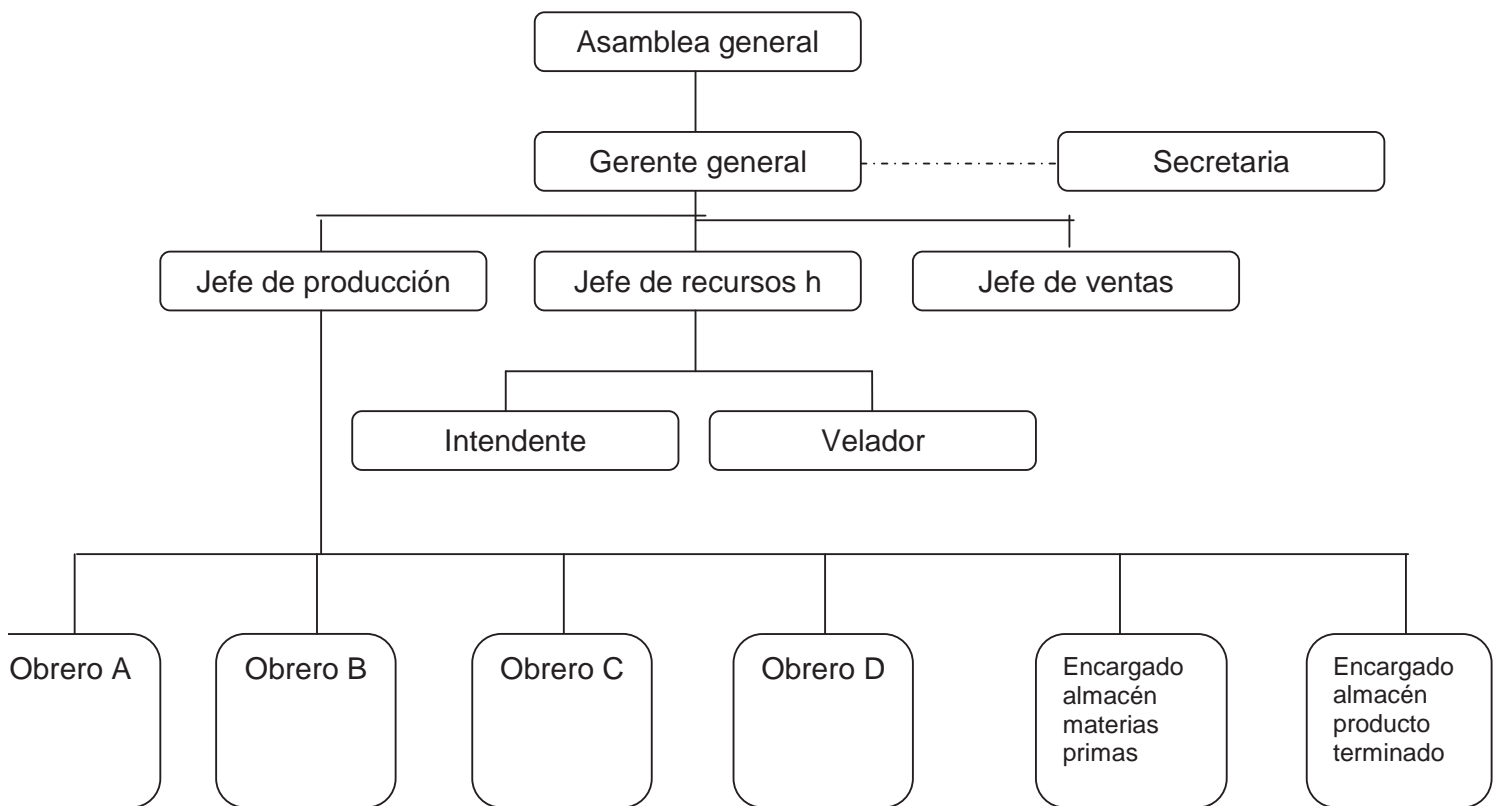 Asamblea general
Gerente general
Secretaria
Jefe de producción
Jefe de recursos h
Jefe de ventas
Intendente
Velador
Obrero A
Obrero B
Obrero C
Obrero D
Encargado
almacén
materias
primas
Encargado
almacén
producto
terminado